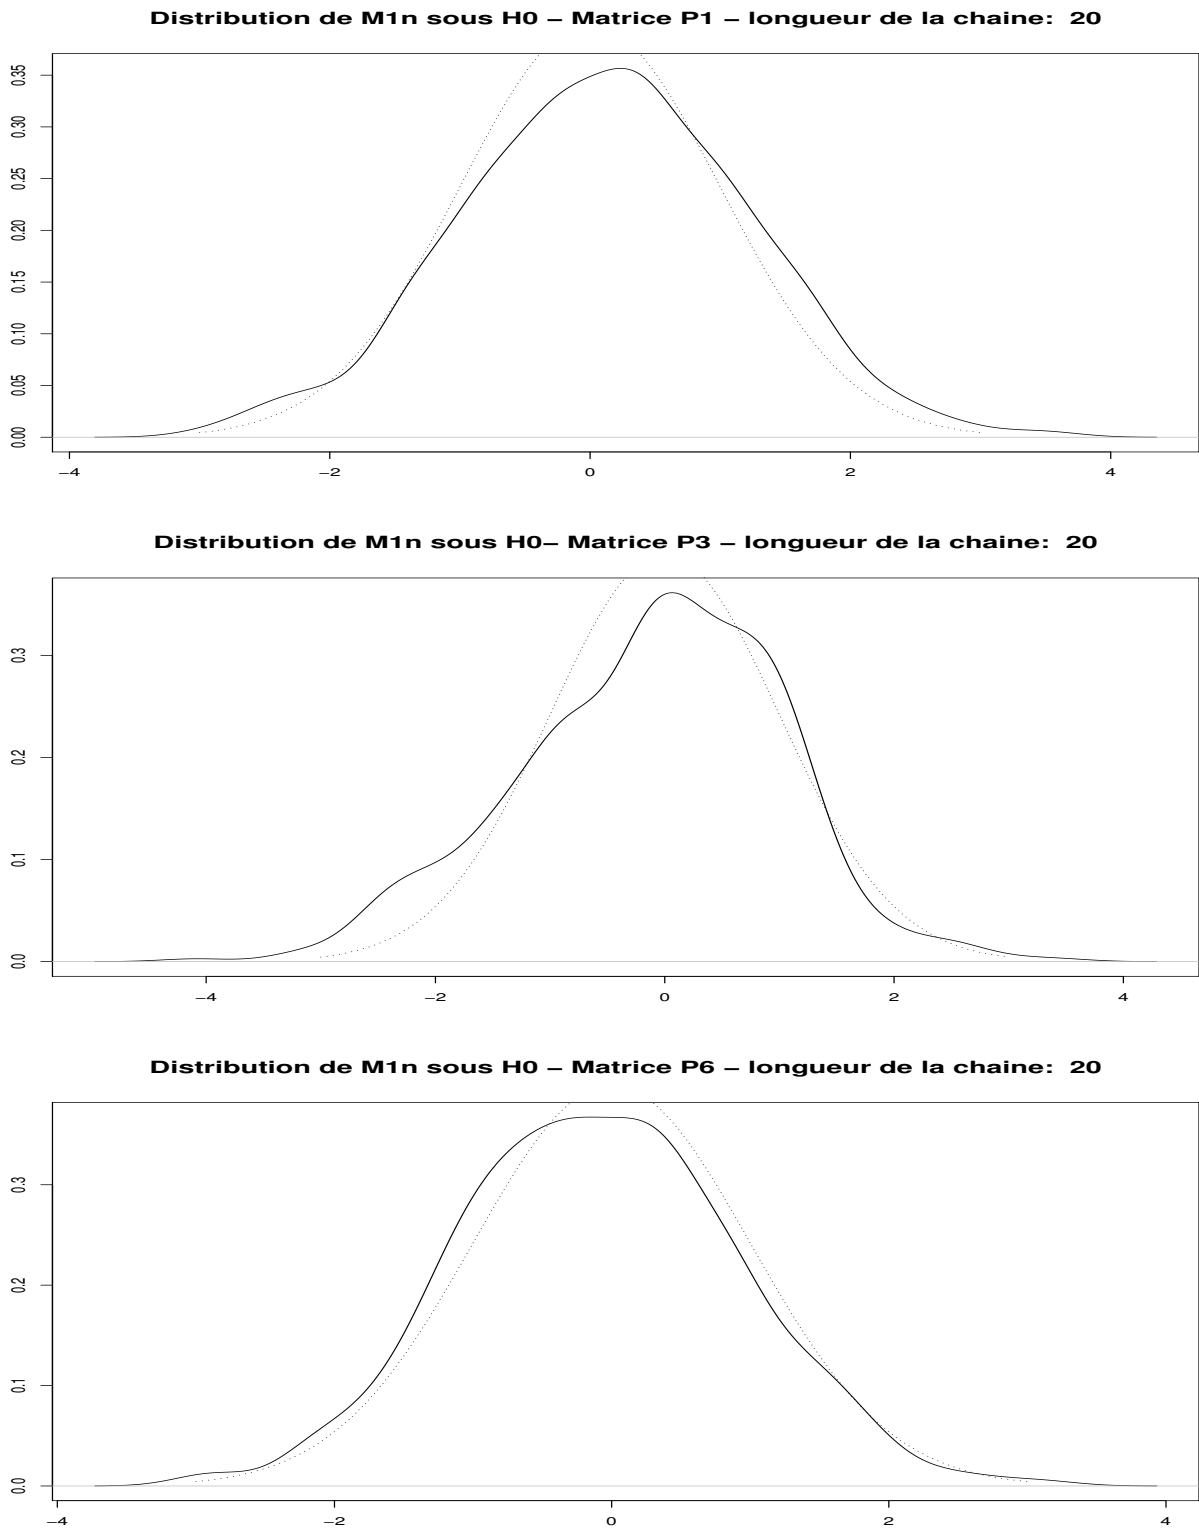 Distribution de M1n sous H0 – Matrice P1 – longueur de la chaine: 20
0.35
0.30
0.25
0.20
0.15
0.10
0.05
0.00
−4 −2 0 2 4
Distribution de M1n sous H0– Matrice P3 – longueur de la chaine: 20
0.3
0.2
0.1
0.0
−4 −2 0 2 4
Distribution de M1n sous H0 – Matrice P6 – longueur de la chaine: 20
0.3
0.2
0.1
0.0
−4 −2 0 2 4